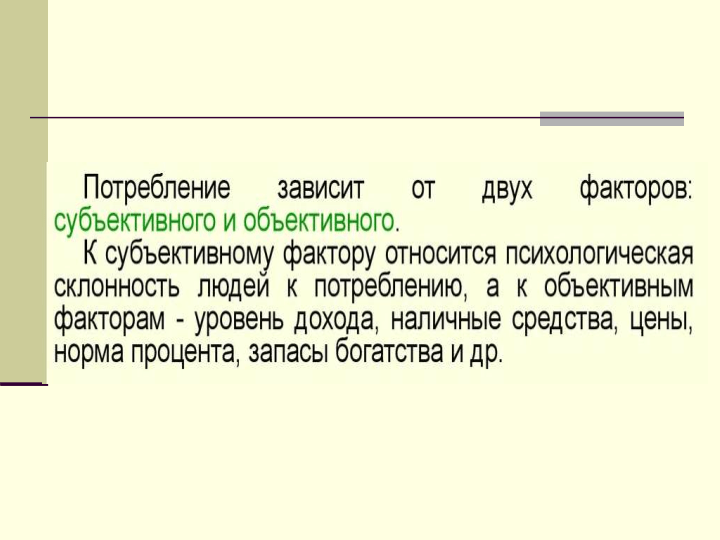 Потребление зависит от двух факторов:
субъективного и объективного.
К субъективному фактору относится психологическая
склонность людей к потреблению, а к объективным
факторам - уровень дохода, наличные средства, цены,
норма процента, запасы богатства и др.